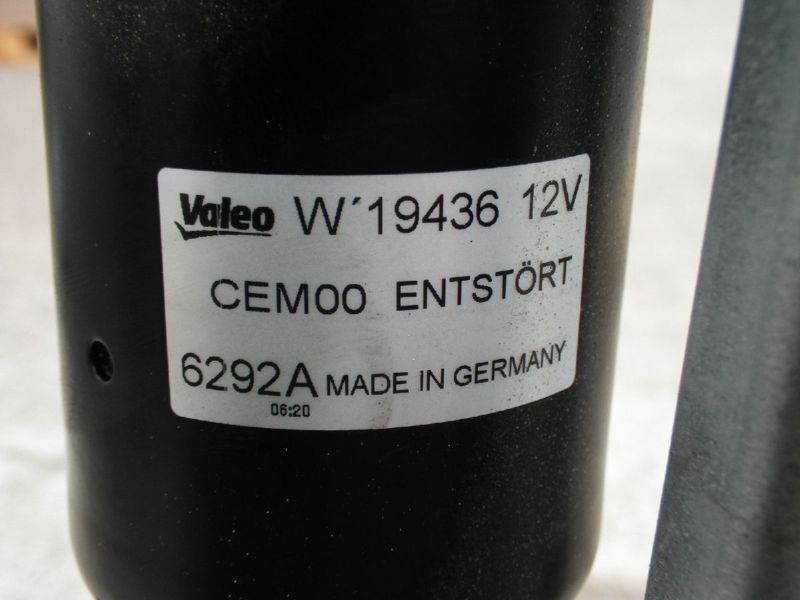 Valeo W´19436 12V
CEM00 ENTSTÖRT
6292A MADE IN GERMANY
06:20